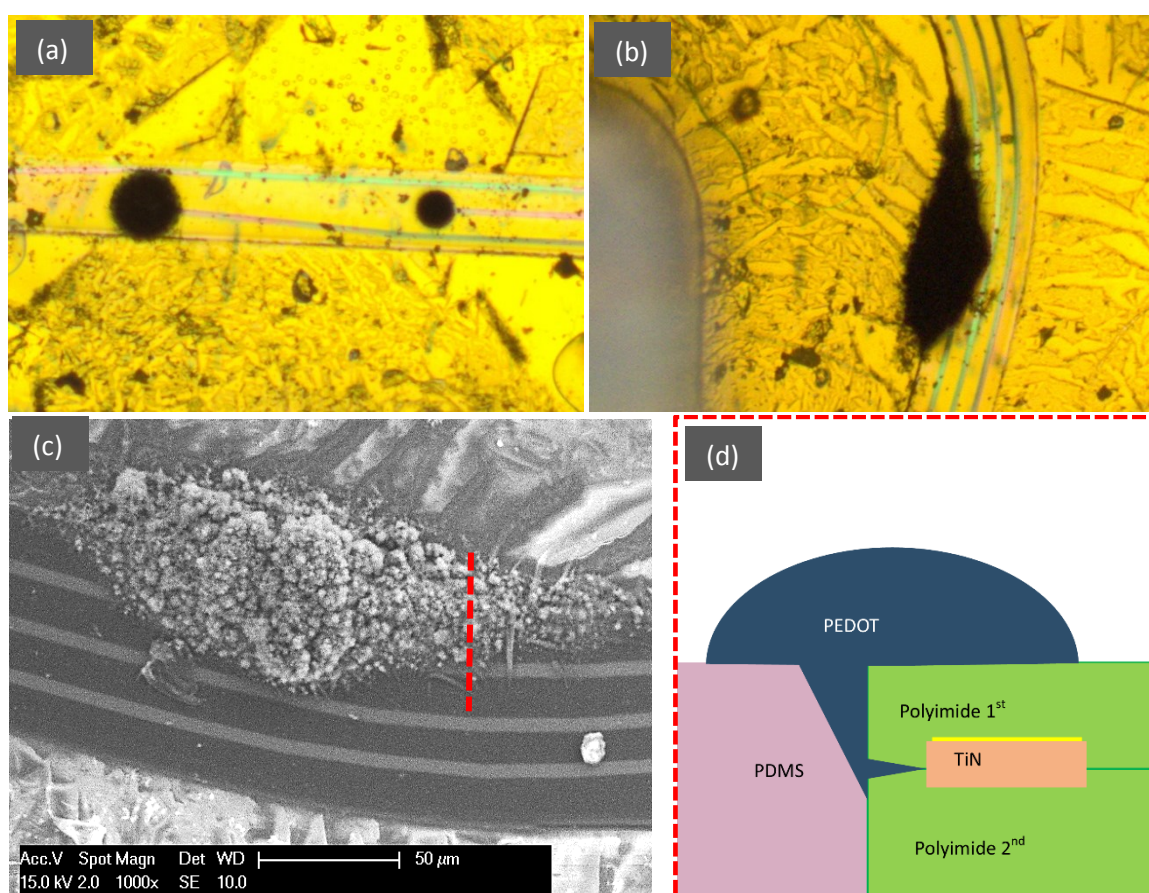 (a)
(b)
(c)
(d)
PEDOT
Polyimide 1st
TiN
PDMS
Polyimide 2nd
50 µm
Acc.V Spot Magn Det WD
15.0 kV 2.0 1000x SE 10.0